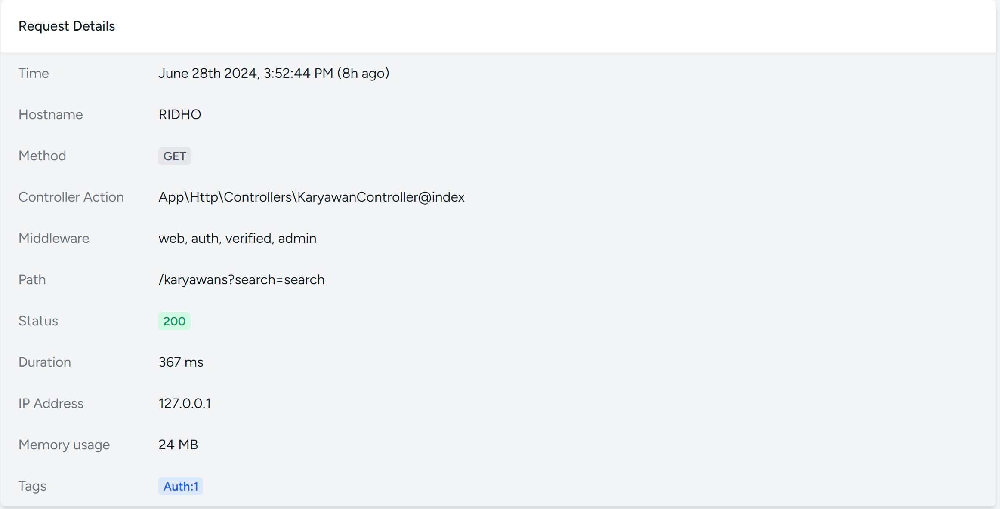 Request Details
Time June 28th 2024, 3:52:44 PM (8h ago)
Hostname RIDHO
Method GET
Controller Action App\Http\Controllers\KaryawanController@index
Middleware web, auth, verified, admin
Path /karyawans?search=search
Status 200
Duration 367 ms
IP Address 127.0.0.1
Memory usage 24 MB
Tags Auth:1